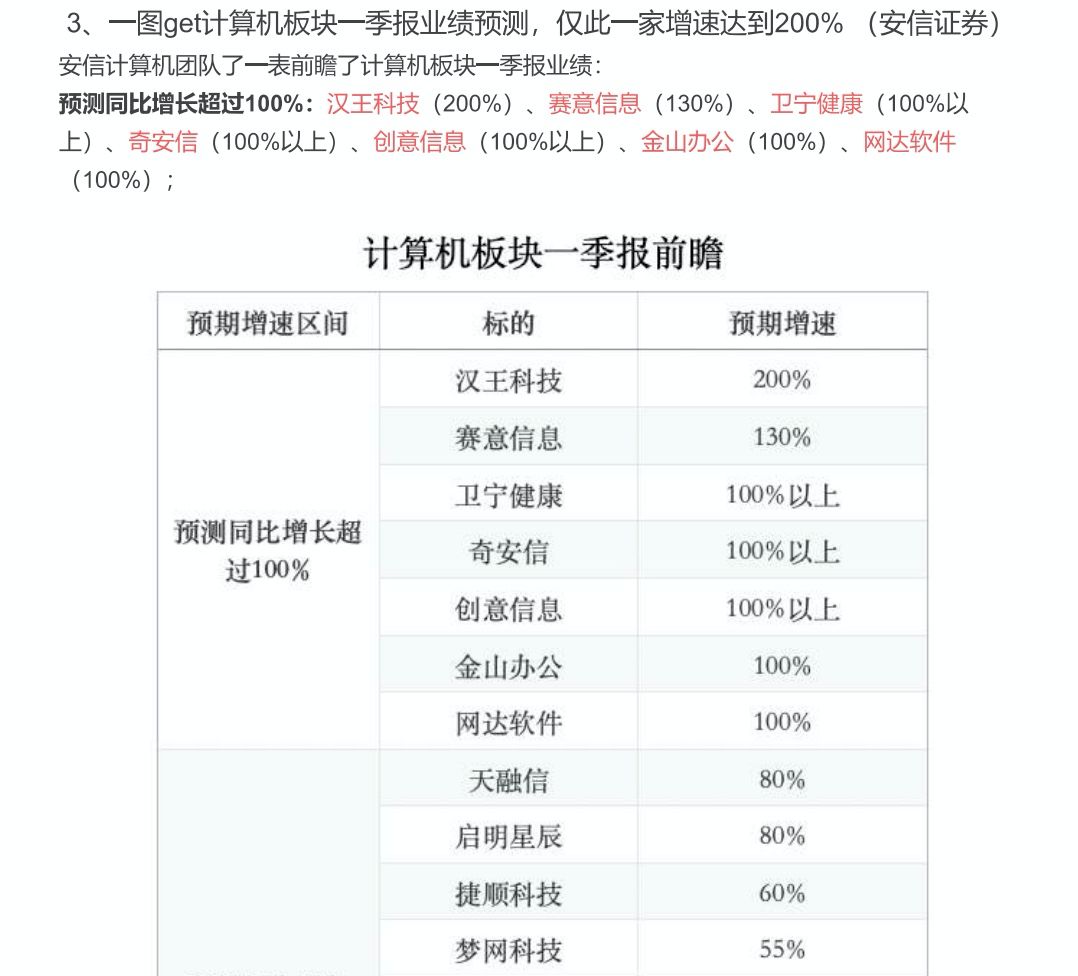 3、一图get计算机板块一季报业绩预测，仅此一家增速达到200% （安信证券）
安信计算机团队了一表前瞻了计算机板块一季报业绩：
预测同比增长超过100%：汉王科技（200%）、赛意信息（130%）、卫宁健康（100%以
上）、奇安信（100%以上）、创意信息（100%以上）、金山办公（100%）、网达软件
（100%）；
计算机板块一季报前瞻
预期增速区间 标的 预期增速
汉王科技 200%
赛意信息 130%
卫宁健康 100%以上
预测同比增长超
过100%
奇安信 100%以上
创意信息 100%以上
金山办公 100%
网达软件 100%
天融信 80%
启明星辰 80%
捷顺科技 60%
梦网科技 55%